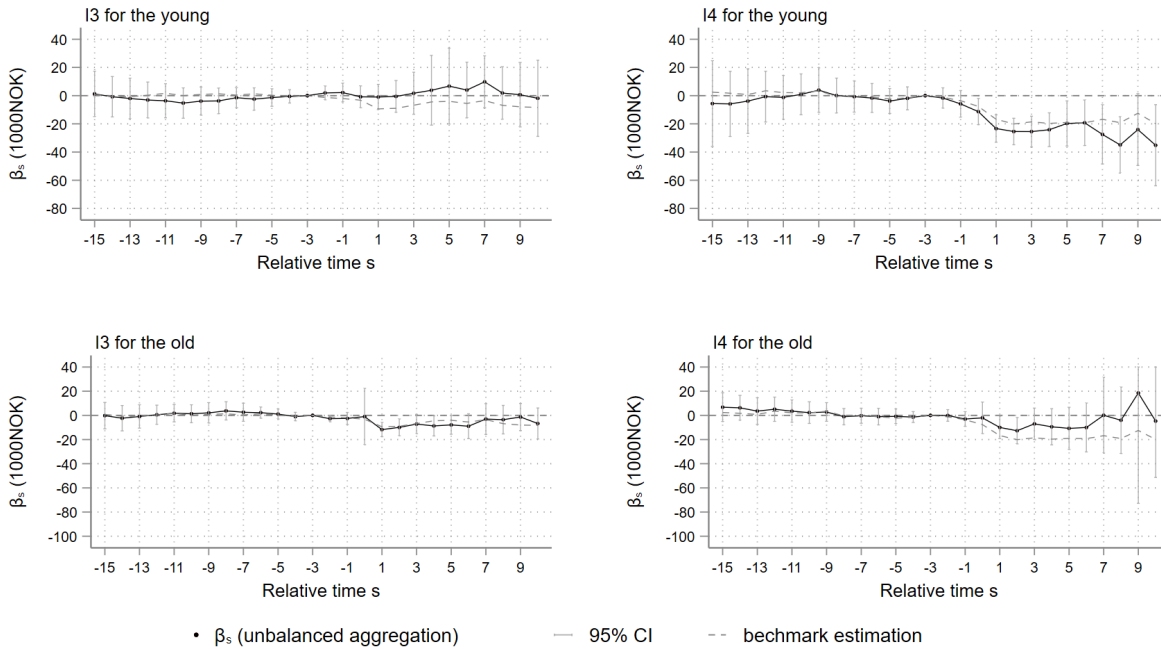 I3 for the young
40
20
0
-20
-40
-60
-80
βₛ (1000NOK)
-15 -13 -11 -9 -7 -5 -3 -1 1 3 5 7 9
Relative time s
I4 for the young
40
20
0
-20
-40
-60
-80
βₛ (1000NOK)
-15 -13 -11 -9 -7 -5 -3 -1 1 3 5 7 9
Relative time s
I3 for the old
40
20
0
-20
-40
-60
-80
-100
βₛ (1000NOK)
-15 -13 -11 -9 -7 -5 -3 -1 1 3 5 7 9
Relative time s
I4 for the old
40
20
0
-20
-40
-60
-80
-100
βₛ (1000NOK)
-15 -13 -11 -9 -7 -5 -3 -1 1 3 5 7 9
Relative time s
βₛ (unbalanced aggregation) 95% CI bechmark estimation